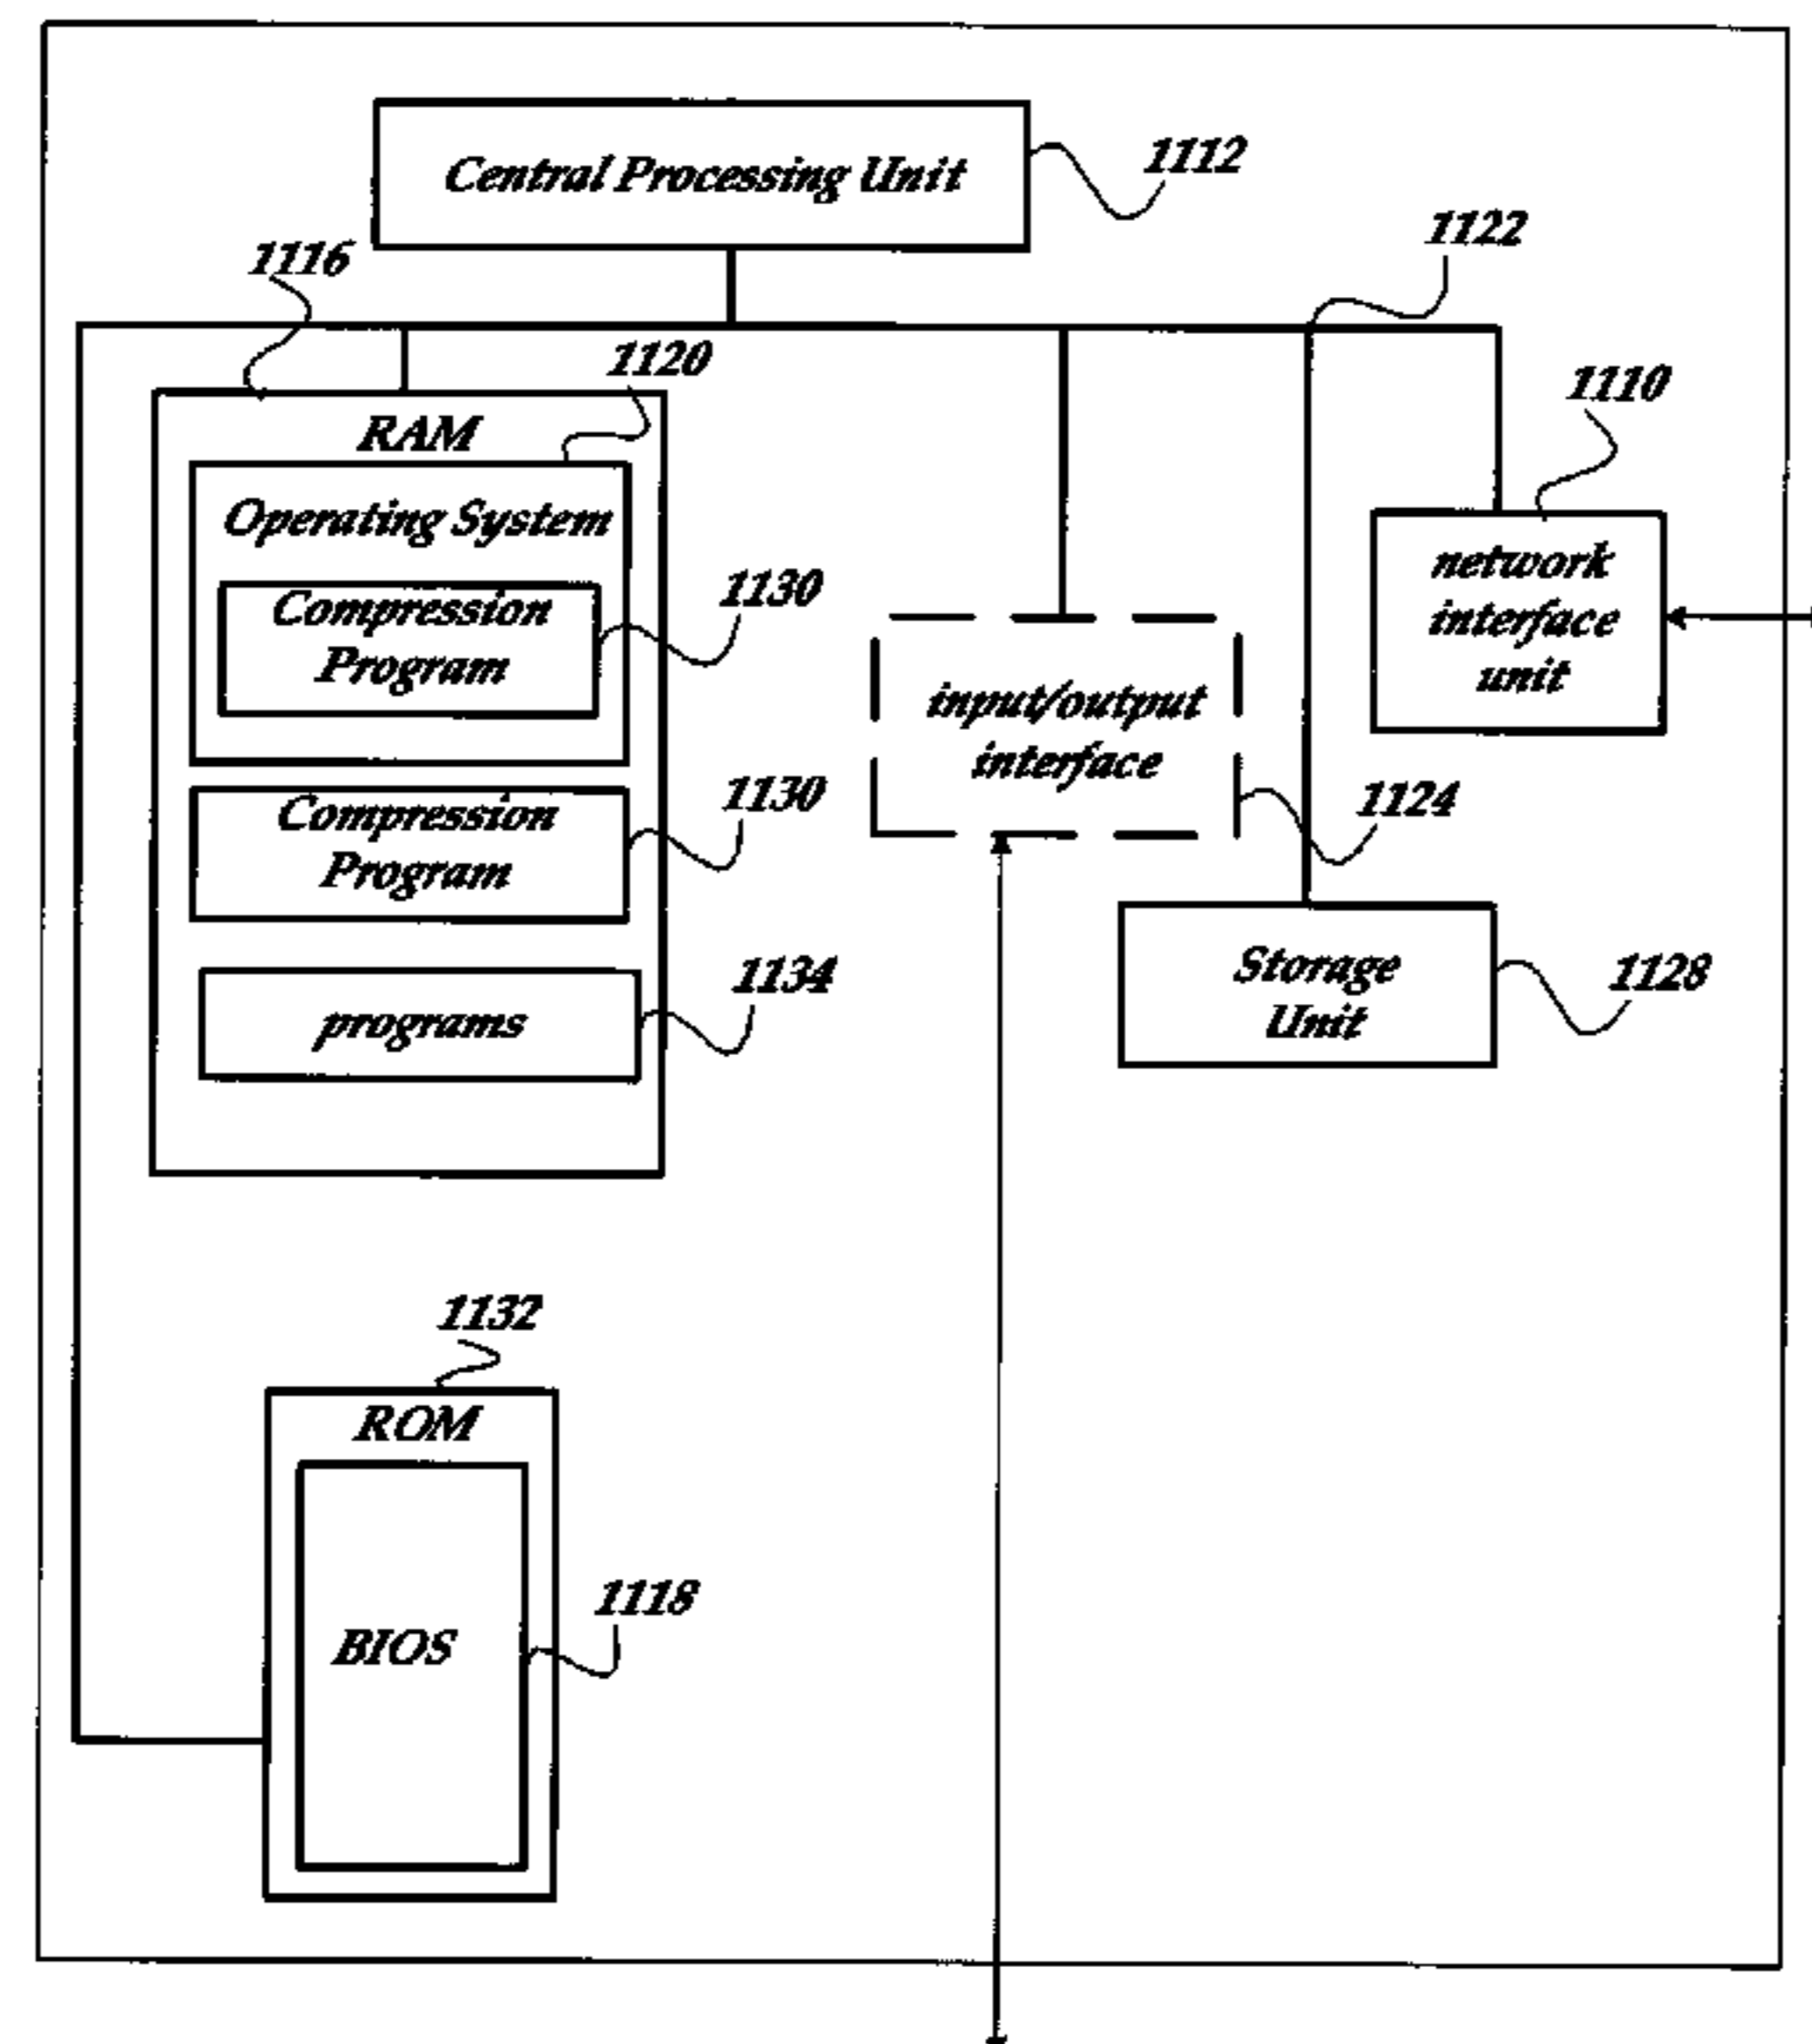 Central Processing Unit
1112
1116
1122
1120
1110
RAM
Operating System
Compression
Program
1130
network
interface
unit
input/output
interface
1124
Compression
Program
1130
Storage
Unit
1128
programs
1134
1132
ROM
BIOS
1118